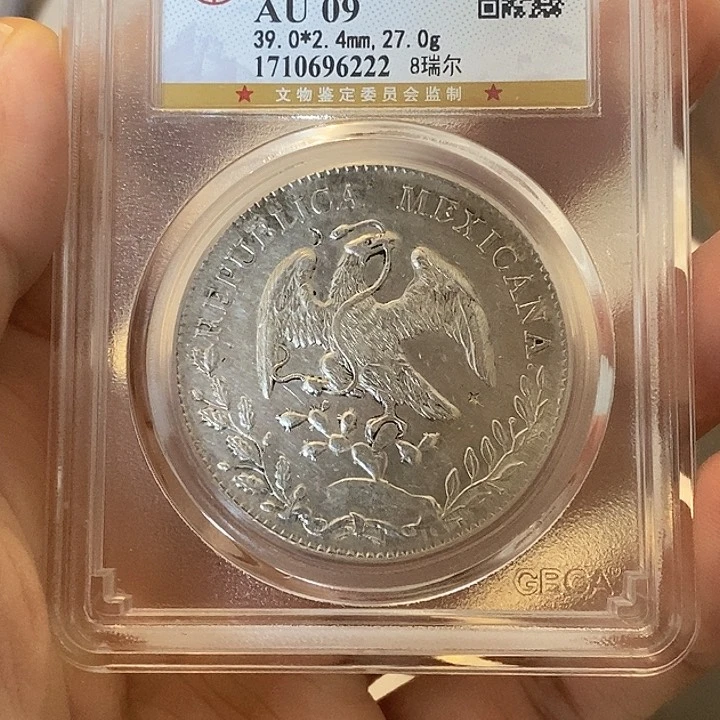 AU 09
39.0*2.4mm,27.0g
1710696222 8瑞尔
★ 文物鉴定委员会监制 ★
REPUBLICA MEXICANA
GBCA